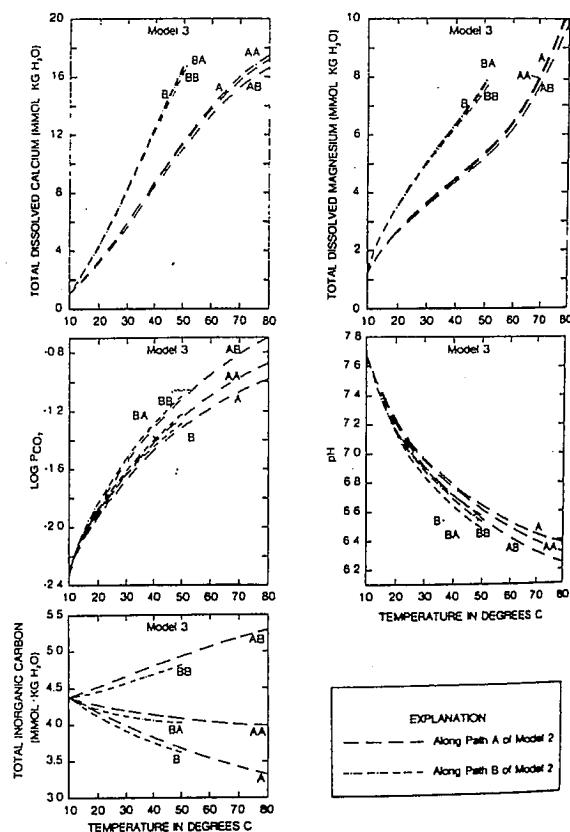 Model 3
TOTAL DISSOLVED CALCIUM (MMOL KG H₂O)
20
16
12
8
4
0
10 20 30 40 50 60 70 80
BA
BB
B
A
AA
AB
Model 3
TOTAL DISSOLVED MAGNESIUM (MMOL KG H₂O)
10
8
6
4
2
0
10 20 30 40 50 60 70 80
BA
BB
B
A
AA
AB
Model 3
LOG PCO₂
-0 8
-1.2
-1.6
-2.0
-2 4
10 20 30 40 50 60 70 80
AB
BB
BA
AA
A
B
Model 3
pH
7 8
7.4
7.0
6.6
6.2
10 20 30 40 50 60 70 80
TEMPERATURE IN DEGREES C
A
B
BA
BB
AB
AA
Model 3
TOTAL INORGANIC CARBON
(MMOL·KG H₂O)
5.5
5 0
4.5
4.0
3.5
3 0
10 20 30 40 50 60 70 80
TEMPERATURE IN DEGREES C
AB
BB
BA
AA
B
A
EXPLANATION
Along Path A of Model 2
Along Path B of Model 2